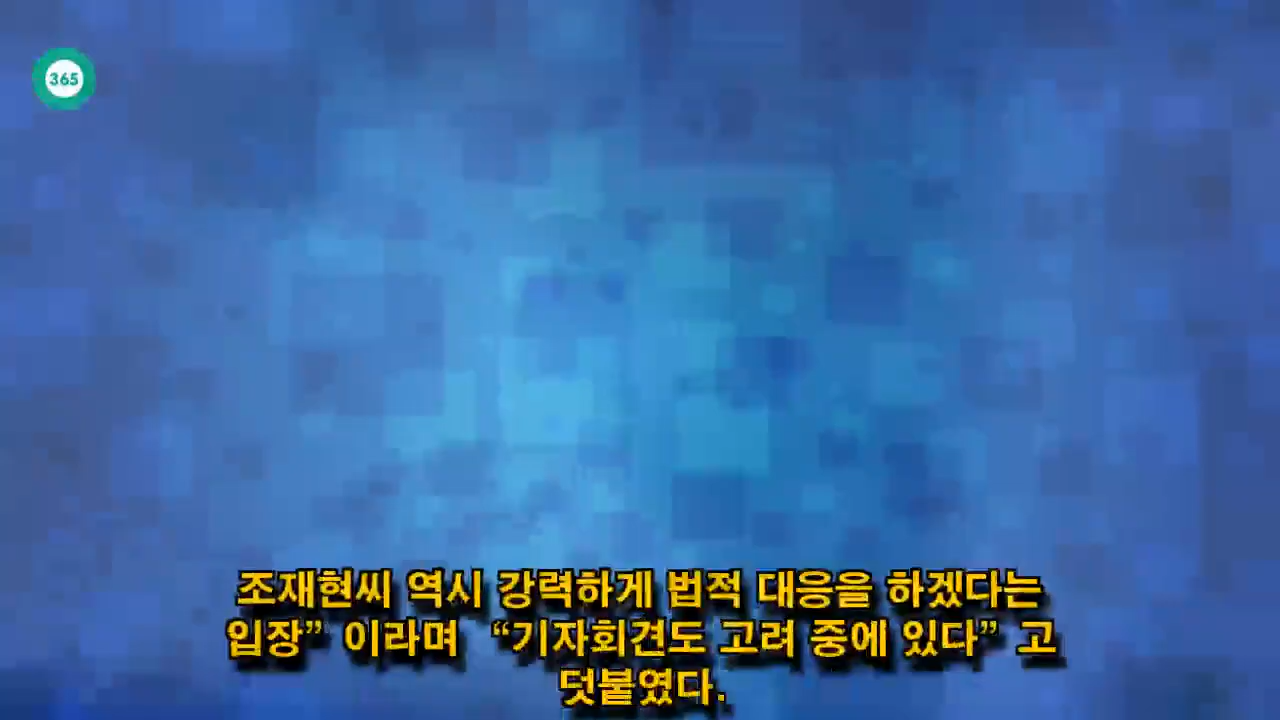 365
조재현씨 역시 강력하게 법적 대응을 하겠다는
입장” 이라며 “기자회견도 고려 중에 있다” 고
덧붙였다.